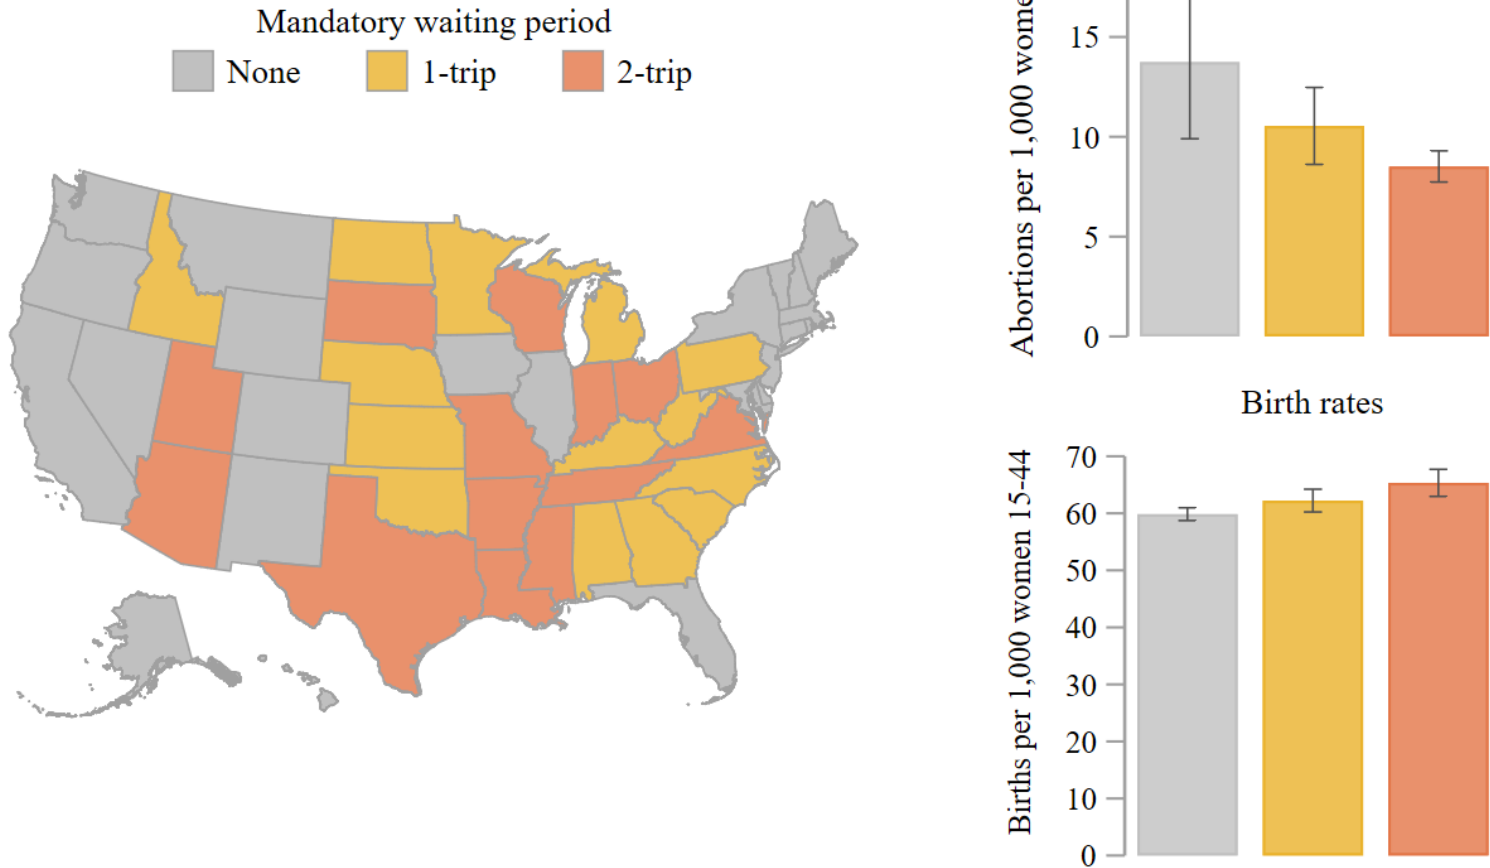 Mandatory waiting period
None
1-trip
2-trip
Abortions per 1,000
15
10
5
0
Birth rates
Births per 1,000 women 15-44
70
60
50
40
30
20
10
0